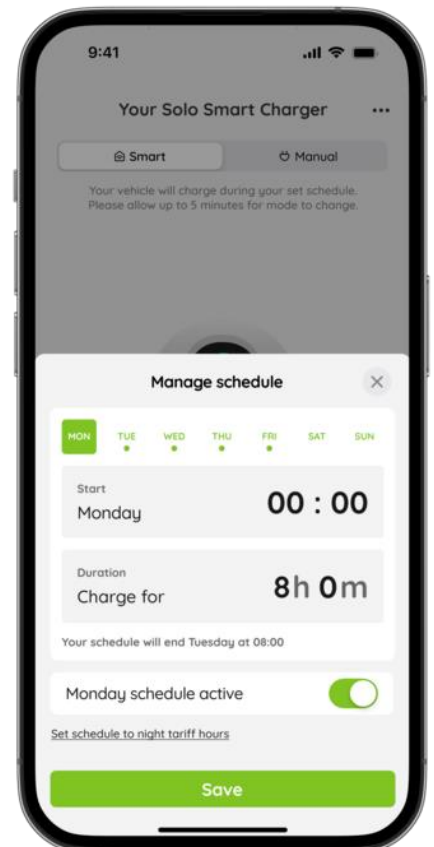 9:41
Your Solo Smart Charger ...
Smart Manual
Your vehicle will charge during your set schedule.
Please allow up to 5 minutes for mode to change.
Manage schedule
MON TUE WED THU FRI SAT SUN
Start
Monday 00 : 00
Duration
Charge for 8h 0m
Your schedule will end Tuesday at 08:00
Monday schedule active
Set schedule to night tariff hours
Save